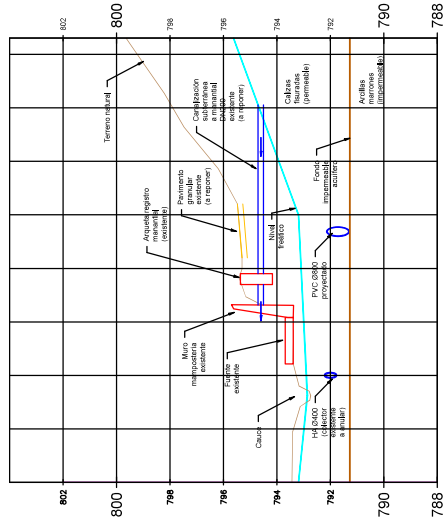 802
800
798
796
794
792
790
788
Terreno natural
Canalización
subterránea
a manantial
DN200
existente
(a reponer)
Pavimento
granular
existente
(a reponer)
Arqueta registro
manantial
(existente)
Calizas
fisuradas
(permeable)
Arcillas
marrones
(impermeable)
Fondo
impermeable
acuífero
Nivel
freático
PVC Ø800
proyectado
Muro
mampostería
existente
Fuente
existente
Cauce
HA Ø400
(colector
existente
a anular)
802
800
798
796
794
792
790
788